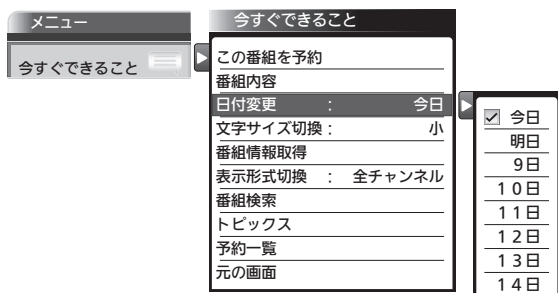 メニュー
今すぐできること
今すぐできること
この番組を予約
番組内容
日付変更 : 今日
文字サイズ切換 : 小
番組情報取得
表示形式切換 : 全チャンネル
番組検索
トピックス
予約一覧
元の画面
今日
明日
9日
10日
11日
12日
13日
14日